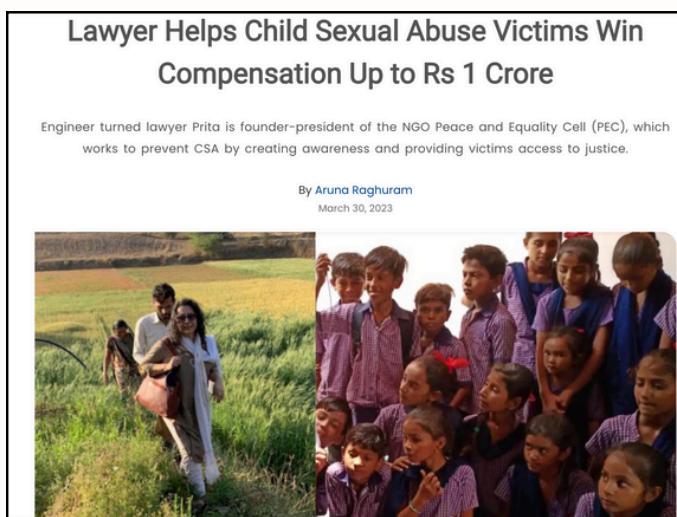 Lawyer Helps Child Sexual Abuse Victims Win
Compensation Up to Rs 1 Crore
Engineer turned lawyer Prita is founder-president of the NGO Peace and Equality Cell (PEC), which
works to prevent CSA by creating awareness and providing victims access to justice.
By Aruna Raghuram
March 30, 2023